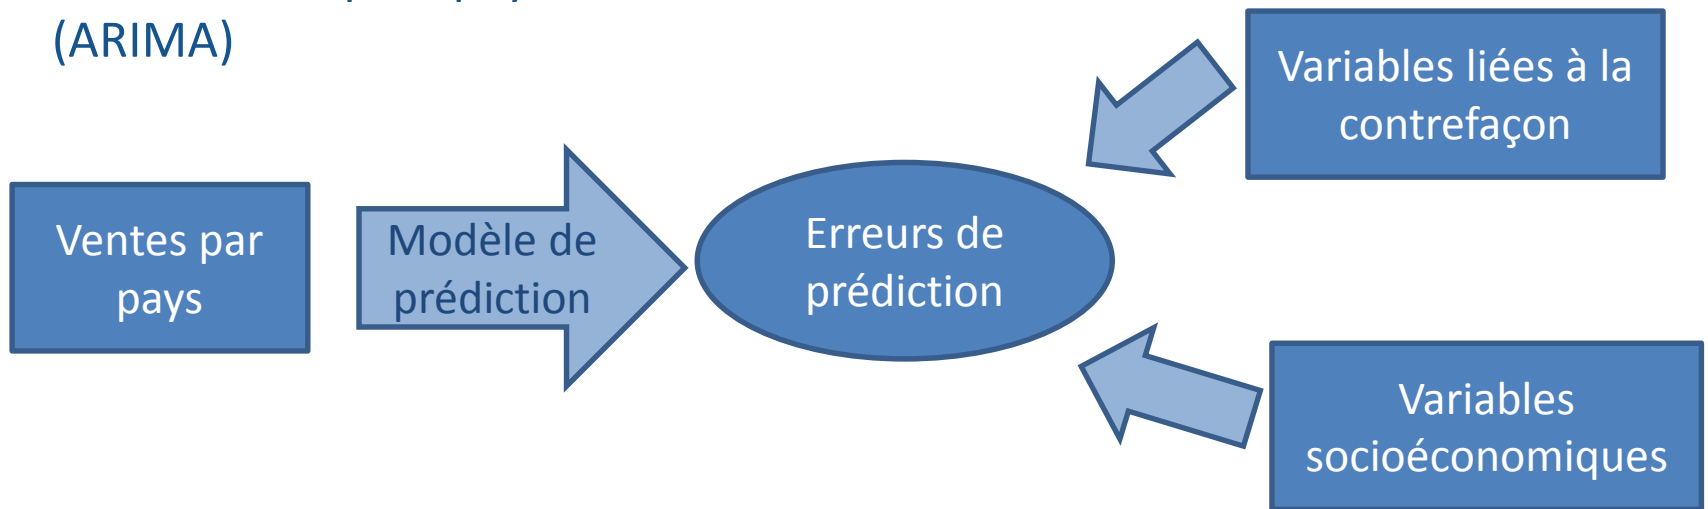 (ARIMA)
Variables liées à la
contrefaçon
Ventes par
pays
Modèle de
prédiction
Erreurs de
prédiction
Variables
socioéconomiques